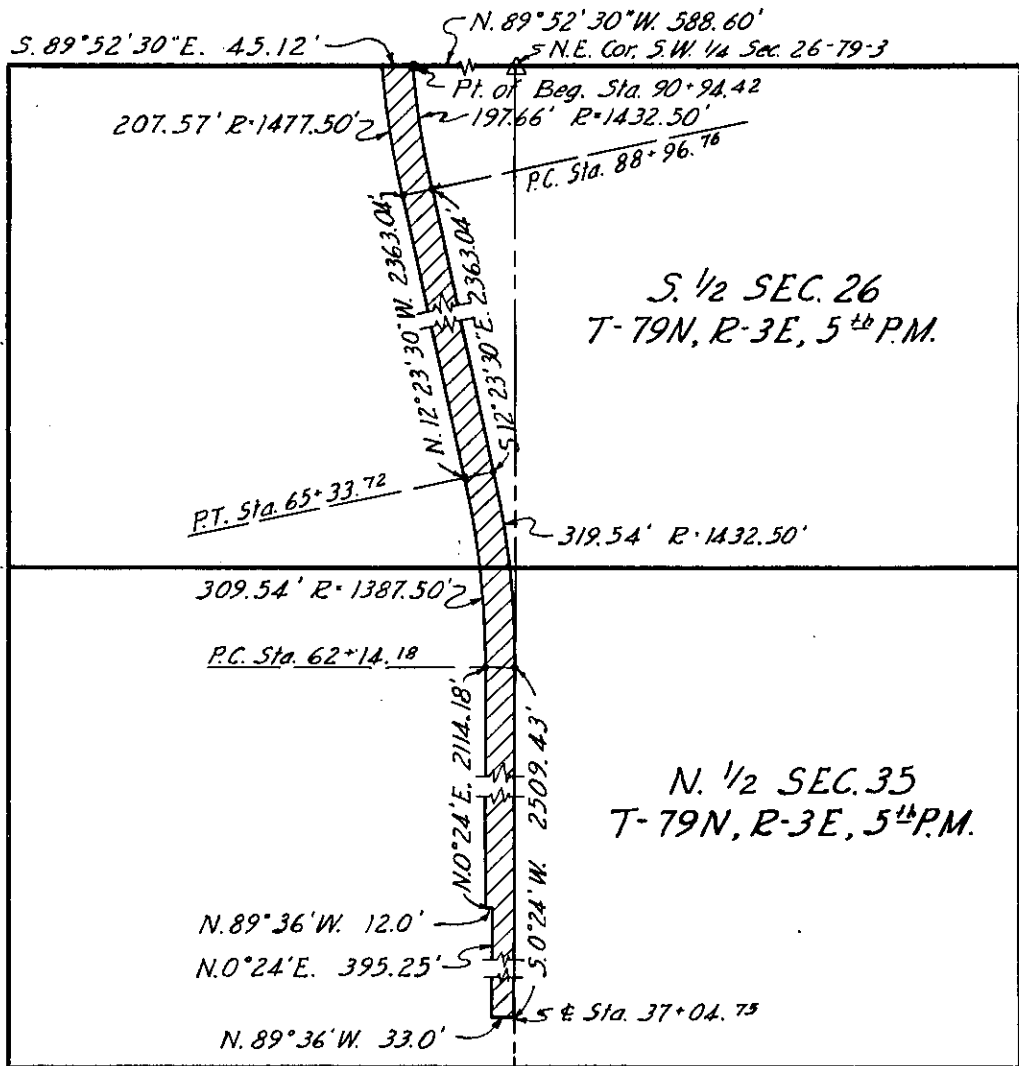 N. 89°52'30"W. 588.60'
S. 89°52'30"E. 45.12'
N.E. Cor, S.W. 1/4 Sec. 26-79-3
Pt. of Beg. Sta. 90+94.42
207.57' R=1477.50'
197.66' R=1432.50'
P.C. Sta. 88+96.76
N. 12°23'30"W. 2363.04'
S. 12°23'30"E. 2363.04'
S. 1/2 SEC. 26
T-79N, R-3E, 5th P.M.
P.T. Sta. 65+33.72
319.54' R=1432.50'
309.54' R=1387.50'
P.C. Sta. 62+14.18
N.0°24'E. 2114.18'
S.0°24'W. 2509.43'
N. 1/2 SEC. 35
T-79N, R-3E, 5th P.M.
N. 89°36'W. 12.0'
N.0°24'E. 395.25'
℄ Sta. 37+04.75
N. 89°36'W. 33.0'